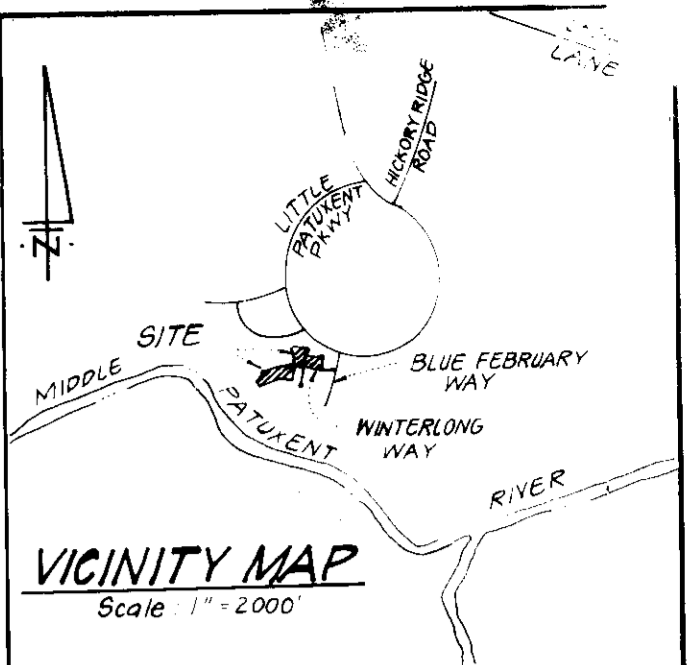 LANE
HICKORY RIDGE
ROAD
LITTLE
PATUXENT
PKWY
N
SITE
MIDDLE
PATUXENT
RIVER
BLUE FEBRUARY
WAY
WINTERLONG
WAY
VICINITY MAP
Scale : 1" = 2000'